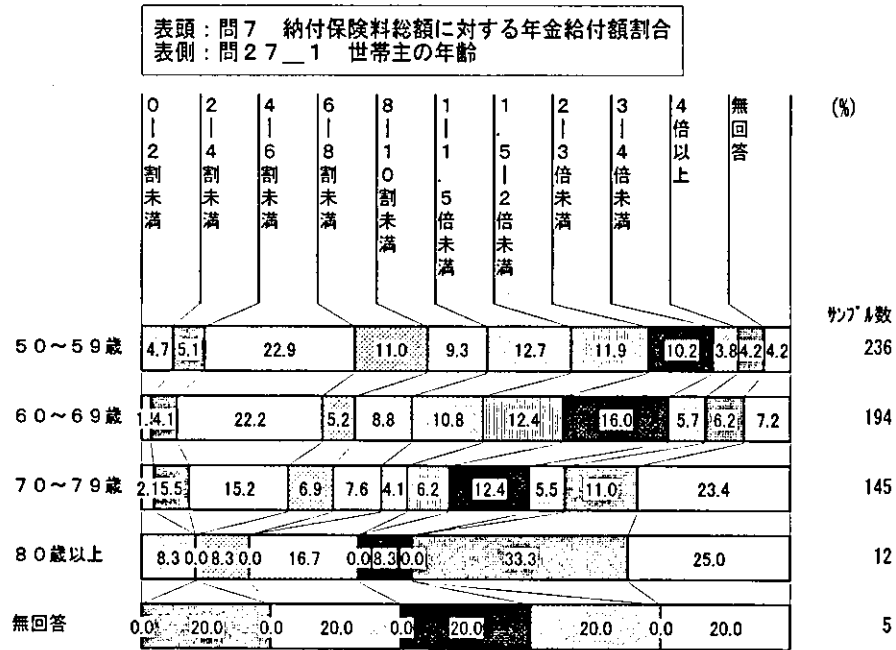 表頭：問７　納付保険料総額に対する年金給付額割合
表側：問２７＿１　世帯主の年齢
０―２割未満
２―４割未満
４―６割未満
６―８割未満
８―１０割未満
１―１．５倍未満
１．５―２倍未満
２―３倍未満
３―４倍未満
４倍以上
無回答
(%)
ｻﾝﾌﾟﾙ数
５０～５９歳 4.7 5.1 22.9 11.0 9.3 12.7 11.9 10.2 3.8 4.2 4.2 236
６０～６９歳 4.1 22.2 5.2 8.8 10.8 12.4 16.0 5.7 6.2 7.2 194
７０～７９歳 2.1 5.5 15.2 6.9 7.6 4.1 6.2 12.4 5.5 11.0 23.4 145
８０歳以上 8.3 0.0 8.3 0.0 16.7 0.0 8.3 0.0 33.3 25.0 12
無回答 0.0 20.0 0.0 20.0 0.0 20.0 20.0 0.0 20.0 5